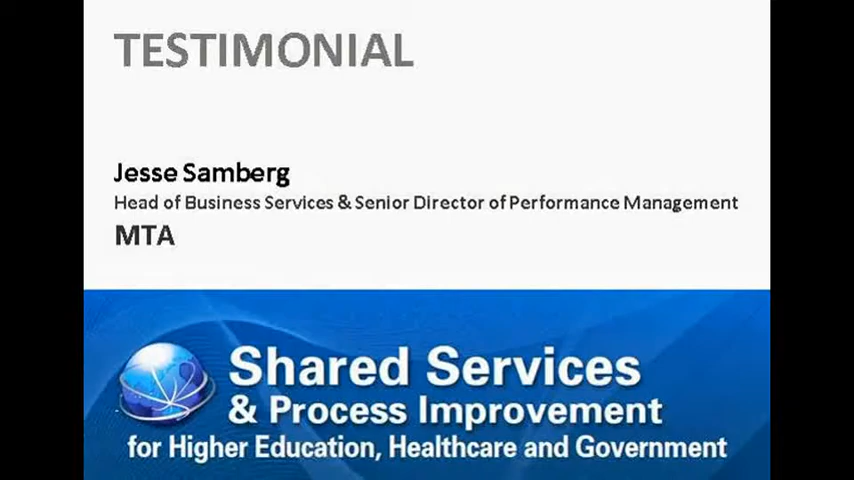 TESTIMONIAL
Jesse Samberg
Head of Business Services & Senior Director of Performance Management
MTA
Shared Services
& Process Improvement
for Higher Education, Healthcare and Government